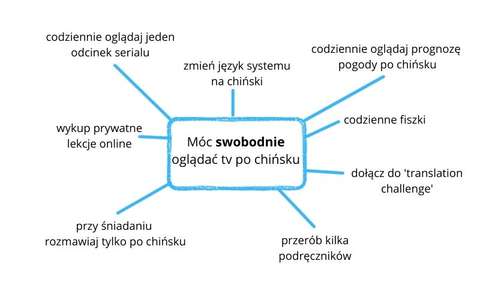 codziennie oglądaj jeden
odcinek serialu
zmień język systemu
na chiński
codziennie oglądaj prognozę
pogody po chińsku
wykup prywatne
lekcje online
Móc swobodnie
oglądać tv po chińsku
codzienne fiszki
dołącz do 'translation
challenge'
przy śniadaniu
rozmawiaj tylko po chińsku
przerób kilka
podręczników